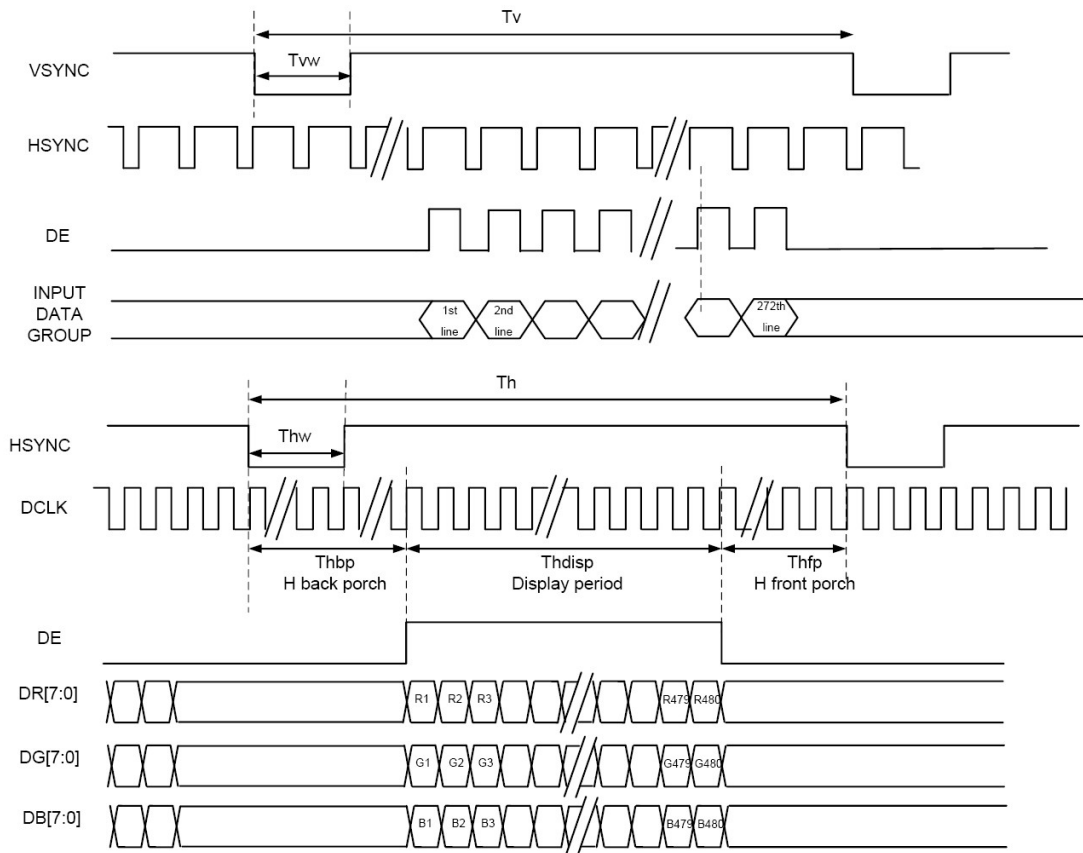 Tv
VSYNC
Tvw
HSYNC
DE
INPUT
DATA
GROUP
1st
line
2nd
line
272th
line
Th
HSYNC
Thw
DCLK
Thbp
H back porch
Thdisp
Display period
Thfp
H front porch
DE
DR[7:0]
R1 R2 R3 R479 R480
DG[7:0]
G1 G2 G3 G479 G480
DB[7:0]
B1 B2 B3 B479 B480